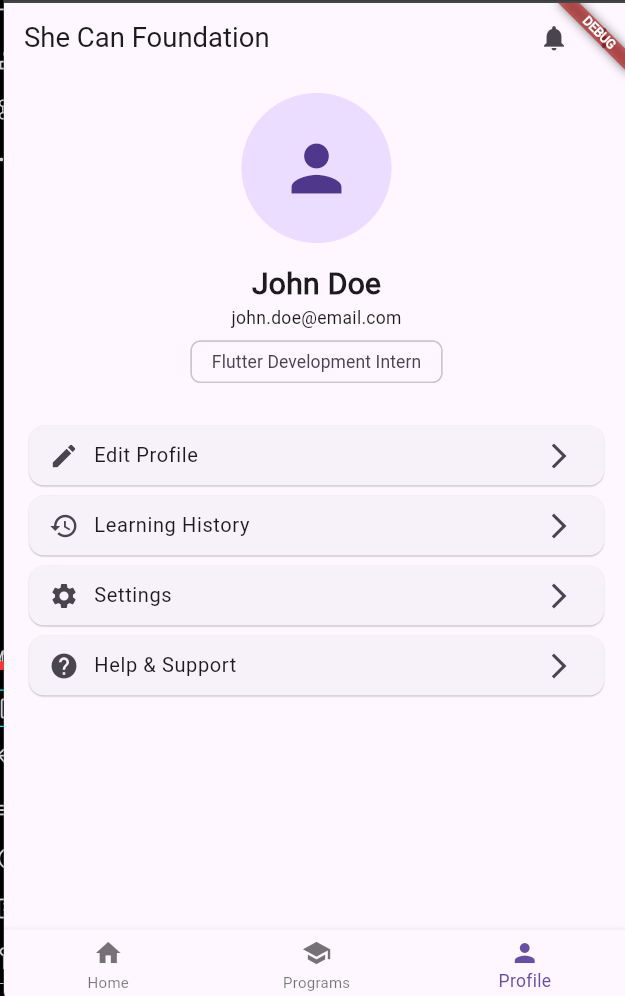 She Can Foundation
DEBUG
John Doe
john.doe@email.com
Flutter Development Intern
Edit Profile
Learning History
Settings
Help & Support
Home
Programs
Profile